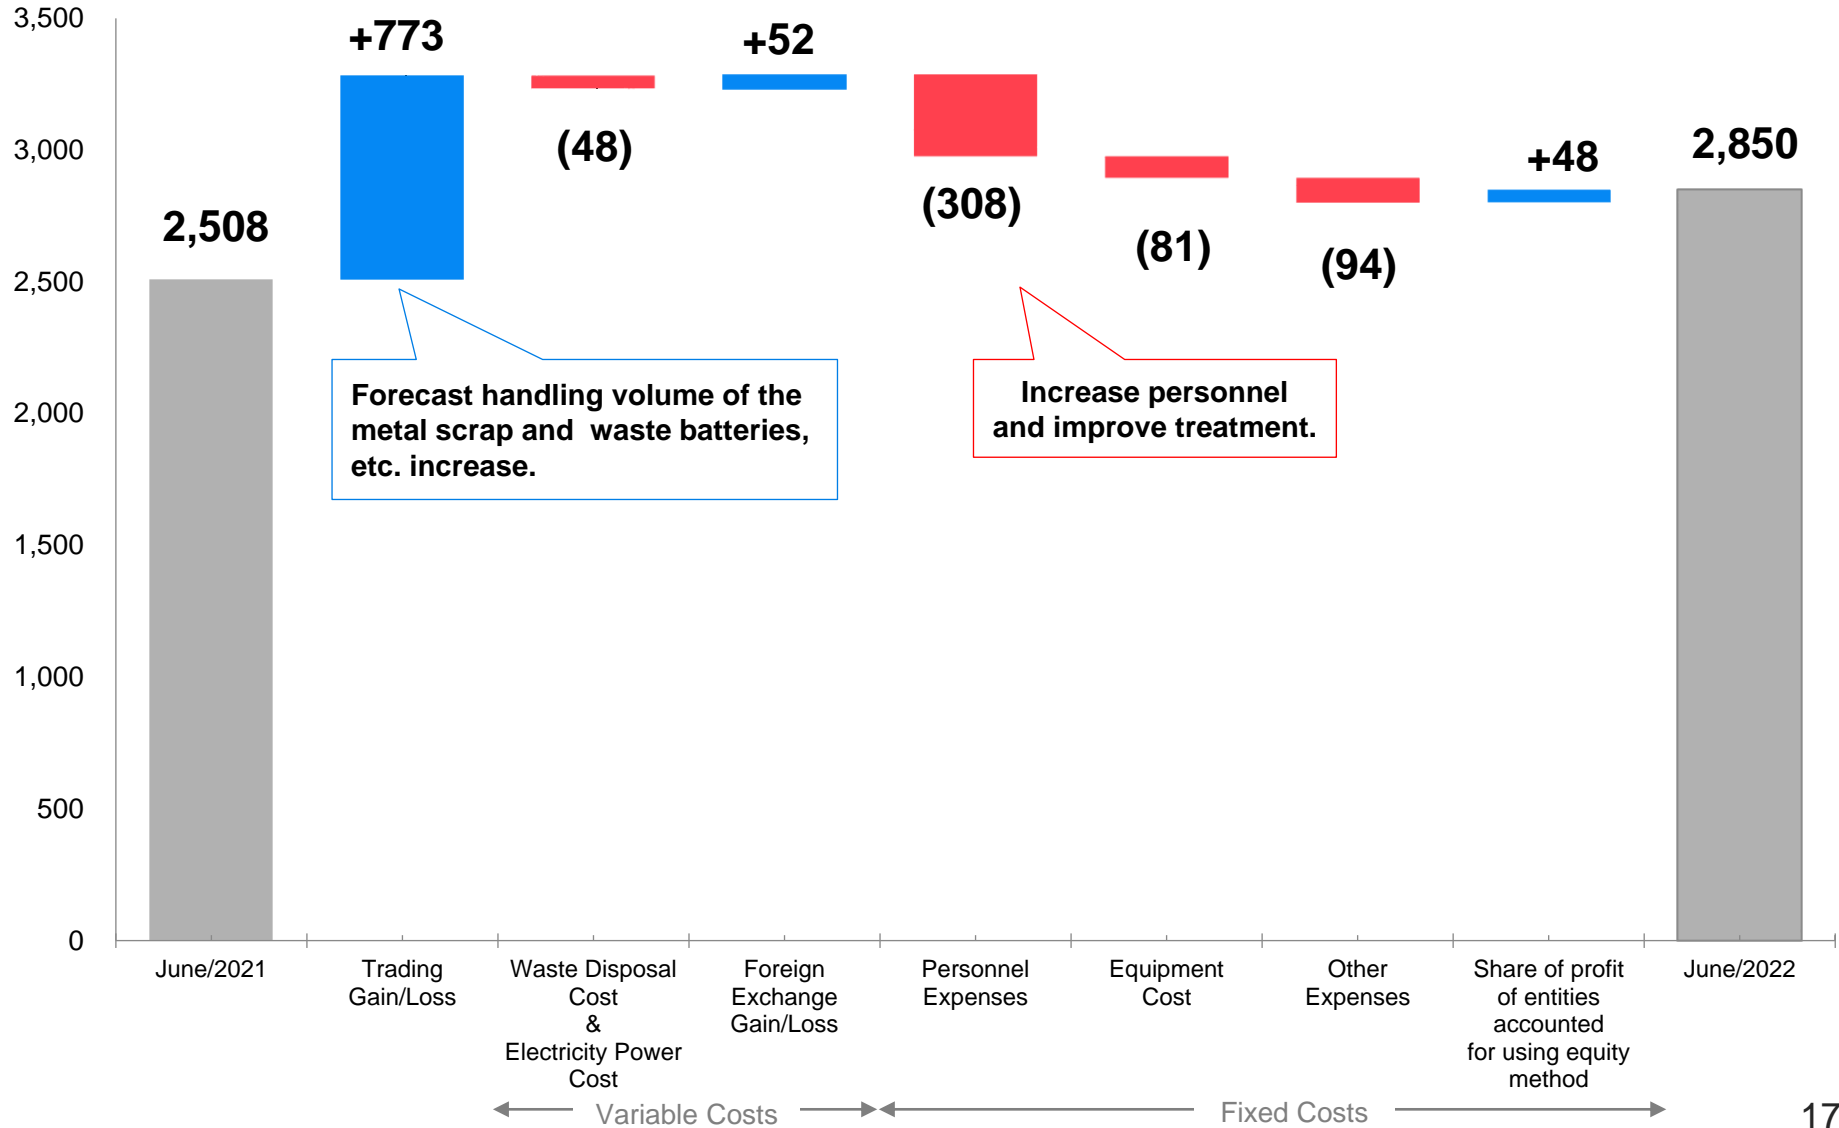 3,500
3,000
2,500
2,000
1,500
1,000
500
0
2,508
+773
(48)
+52
(308)
(81)
(94)
+48
2,850
Forecast handling volume of the
metal scrap and  waste batteries,
etc. increase.
Increase personnel
and improve treatment.
June/2021
Trading
Gain/Loss
Waste Disposal
Cost
&
Electricity Power
Cost
Foreign
Exchange
Gain/Loss
Personnel
Expenses
Equipment
Cost
Other
Expenses
Share of profit
of entities
accounted
for using equity
method
June/2022
Variable Costs
Fixed Costs
17